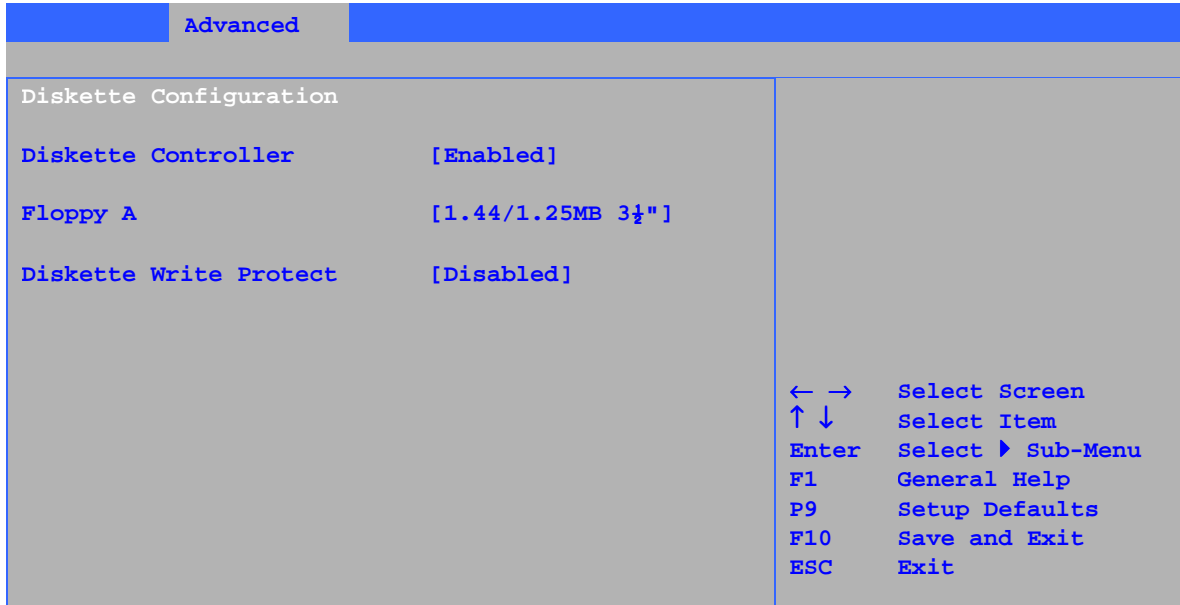 Advanced
Diskette Configuration
Diskette Controller [Enabled]
Floppy A [1.44/1.25MB 3½"]
Diskette Write Protect [Disabled]
← → Select Screen
↑ ↓ Select Item
Enter Select ▶ Sub-Menu
F1 General Help
P9 Setup Defaults
F10 Save and Exit
ESC Exit